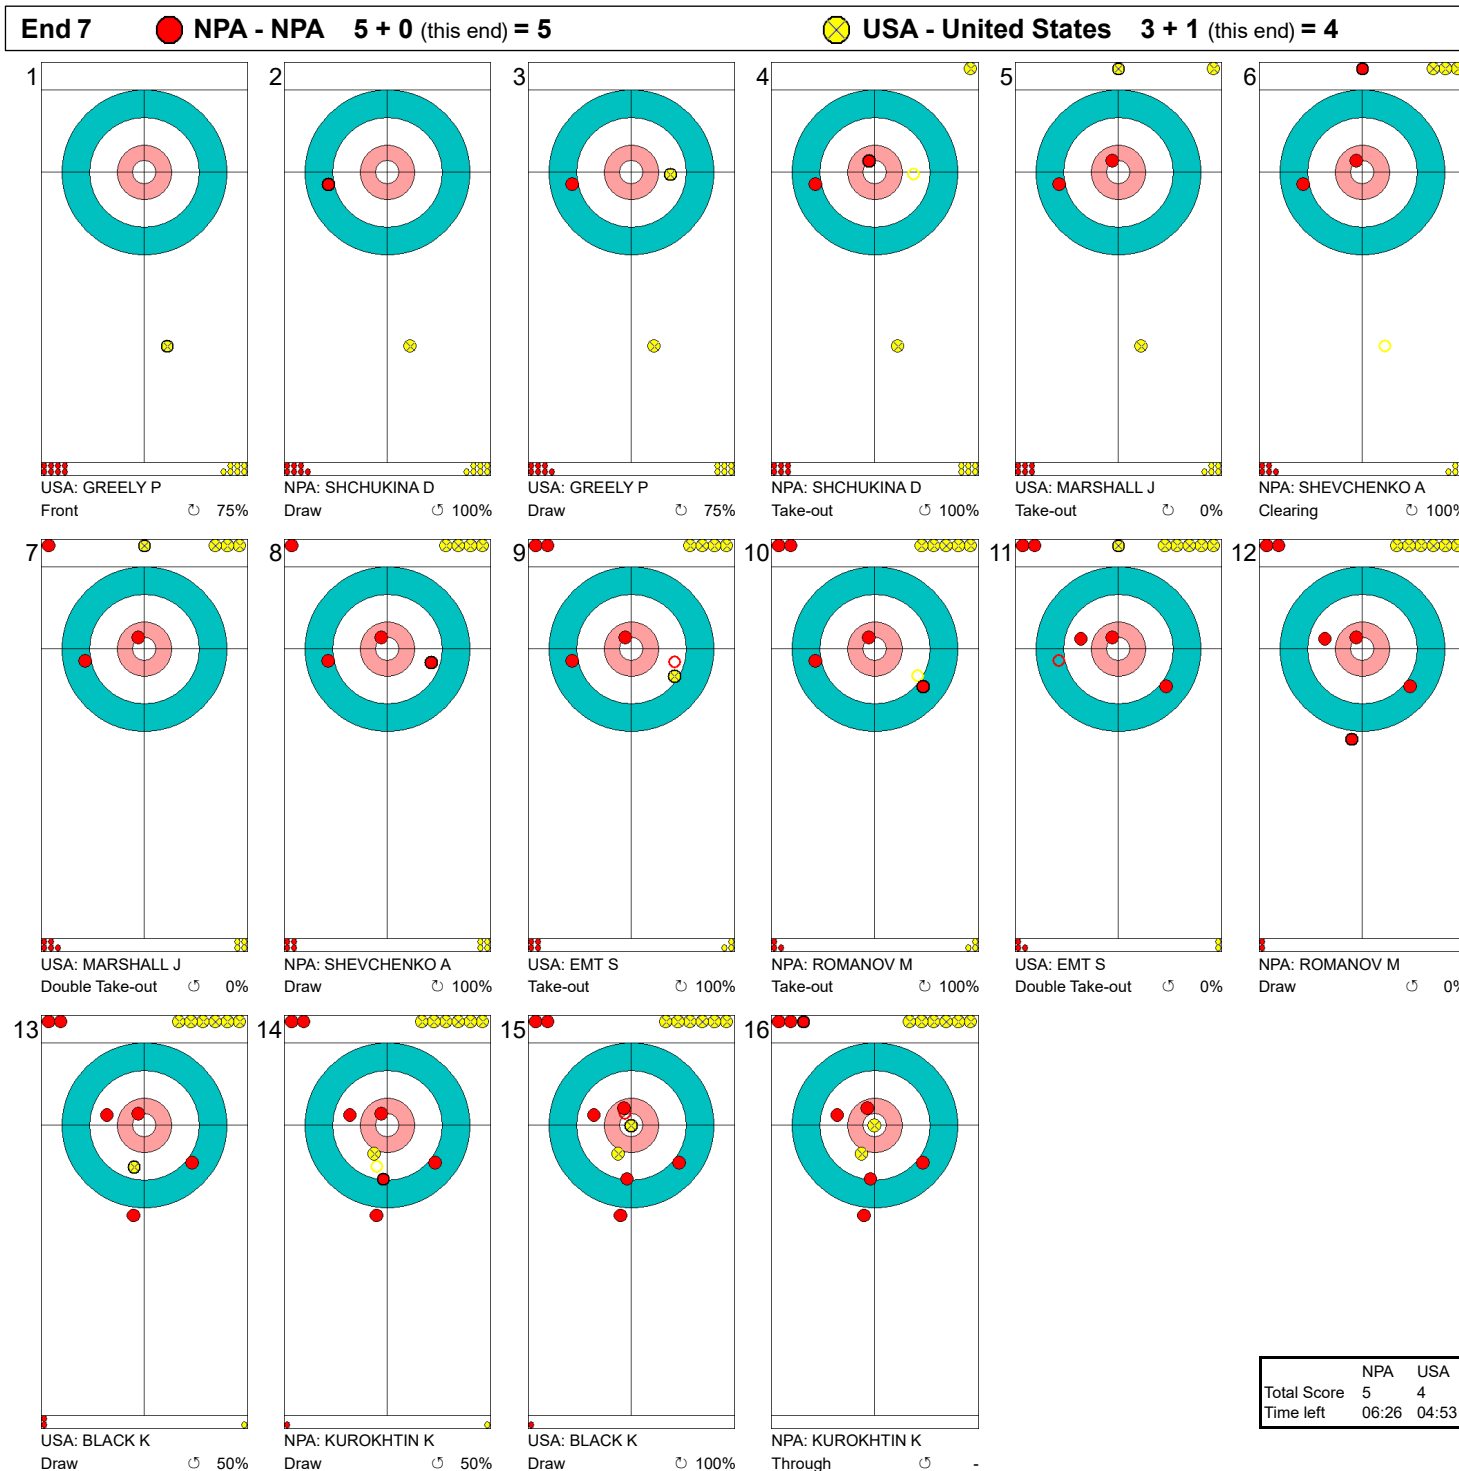 End 7 NPA - NPA 5 + 0 (this end) = 5 USA - United States 3 + 1 (this end) = 4
1 2 3 4 5 6
USA: GREELY P NPA: SHCHUKINA D USA: GREELY P NPA: SHCHUKINA D USA: MARSHALL J NPA: SHEVCHENKO A
Front 75% Draw 100% Draw 75% Take-out 100% Take-out 0% Clearing 100%
7 8 9 10 11 12
USA: MARSHALL J NPA: SHEVCHENKO A USA: EMT S NPA: ROMANOV M USA: EMT S NPA: ROMANOV M
Double Take-out 0% Draw 100% Take-out 100% Take-out 100% Double Take-out 0% Draw 0%
13 14 15 16
USA: BLACK K NPA: KUROKHTIN K USA: BLACK K NPA: KUROKHTIN K
Draw 50% Draw 50% Draw 100% Through -
NPA USA
Total Score 5 4
Time left 06:26 04:53